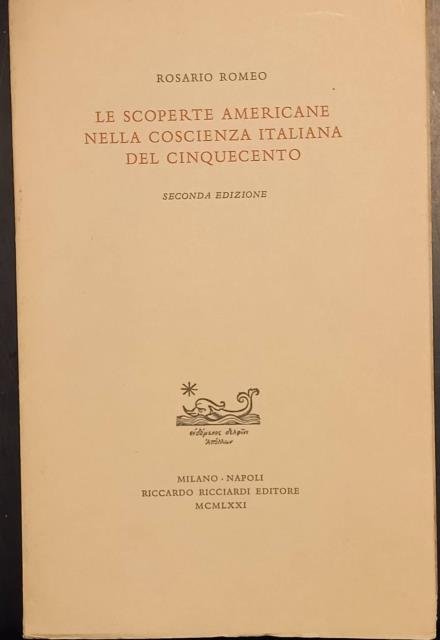 ROSARIO ROMEO
LE SCOPERTE AMERICANE
NELLA COSCIENZA ITALIANA
DEL CINQUECENTO
SECONDA EDIZIONE
MILANO · NAPOLI
RICCARDO RICCIARDI EDITORE
MCMLXXI